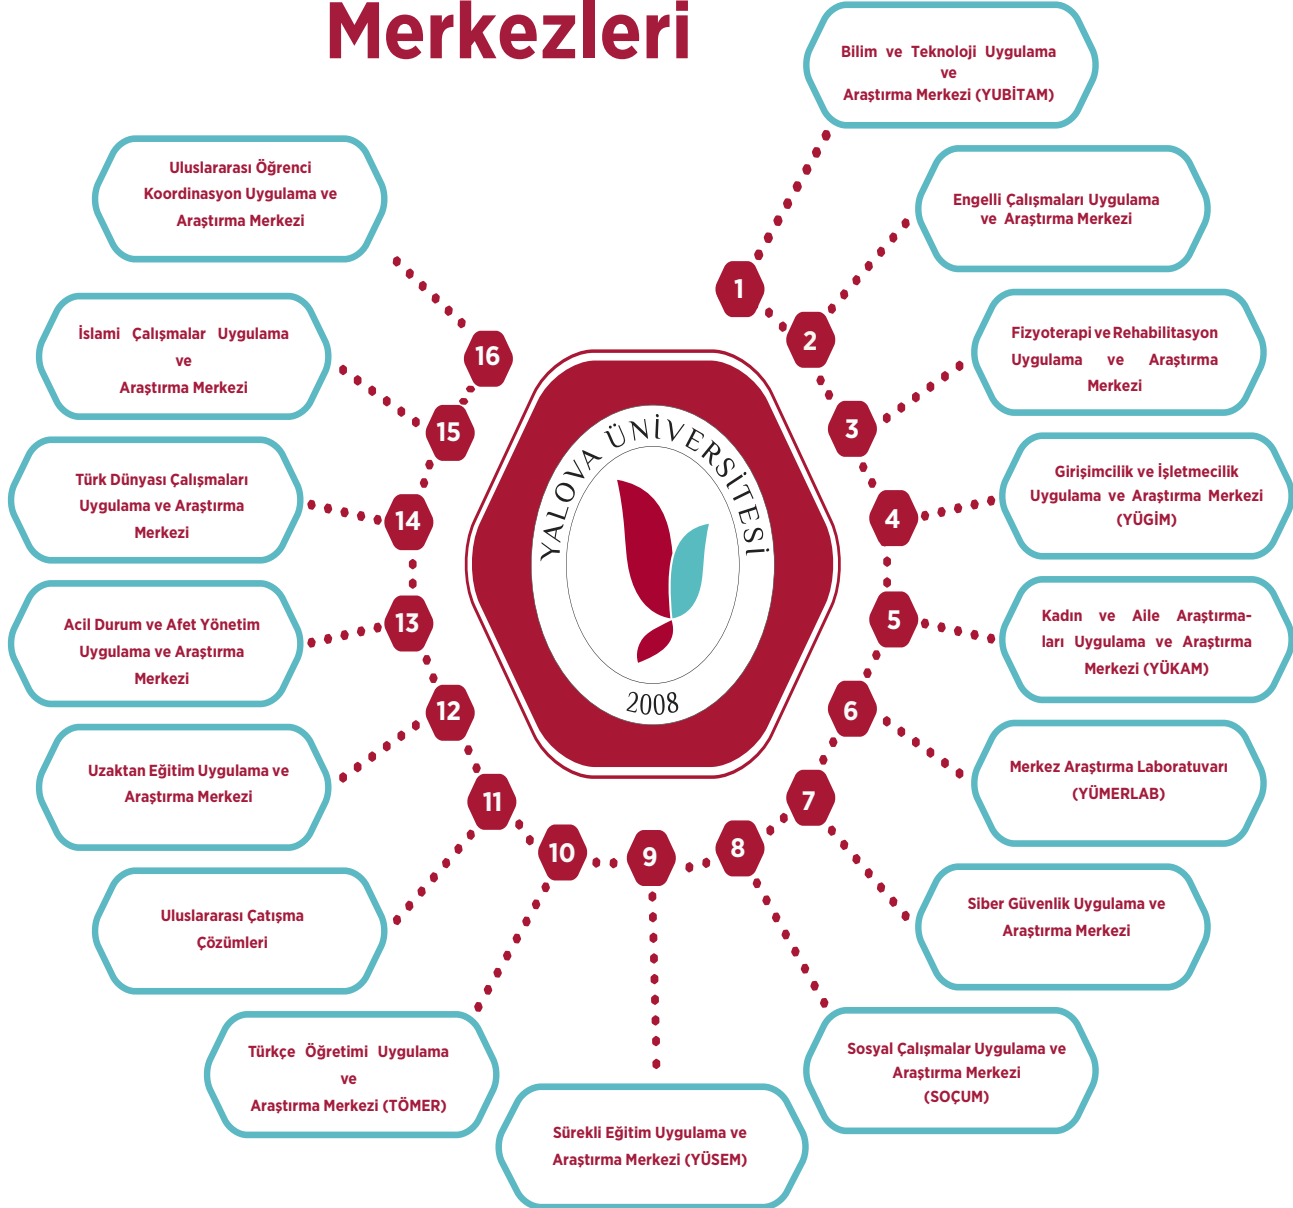 Merkezleri
1
Bilim ve Teknoloji Uygulama
ve
Araştırma Merkezi (YUBİTAM)
2
Engelli Çalışmaları Uygulama
ve Araştırma Merkezi
3
Fizyoterapi ve Rehabilitasyon
Uygulama ve Araştırma
Merkezi
4
Girişimcilik ve İşletmecilik
Uygulama ve Araştırma Merkezi
(YÜGİM)
5
Kadın ve Aile Araştırma-
ları Uygulama ve Araştırma
Merkezi (YÜKAM)
6
Merkez Araştırma Laboratuvarı
(YÜMERLAB)
7
Siber Güvenlik Uygulama ve
Araştırma Merkezi
8
Sosyal Çalışmalar Uygulama ve
Araştırma Merkezi
(SOÇUM)
9
Sürekli Eğitim Uygulama ve
Araştırma Merkezi (YÜSEM)
10
Türkçe Öğretimi Uygulama
ve
Araştırma Merkezi (TÖMER)
11
Uluslararası Çatışma
Çözümleri
12
Uzaktan Eğitim Uygulama ve
Araştırma Merkezi
13
Acil Durum ve Afet Yönetim
Uygulama ve Araştırma
Merkezi
14
Türk Dünyası Çalışmaları
Uygulama ve Araştırma
Merkezi
15
İslami Çalışmalar Uygulama
ve
Araştırma Merkezi
16
Uluslararası Öğrenci
Koordinasyon Uygulama ve
Araştırma Merkezi
YALOVA ÜNİVERSİTESİ
2008